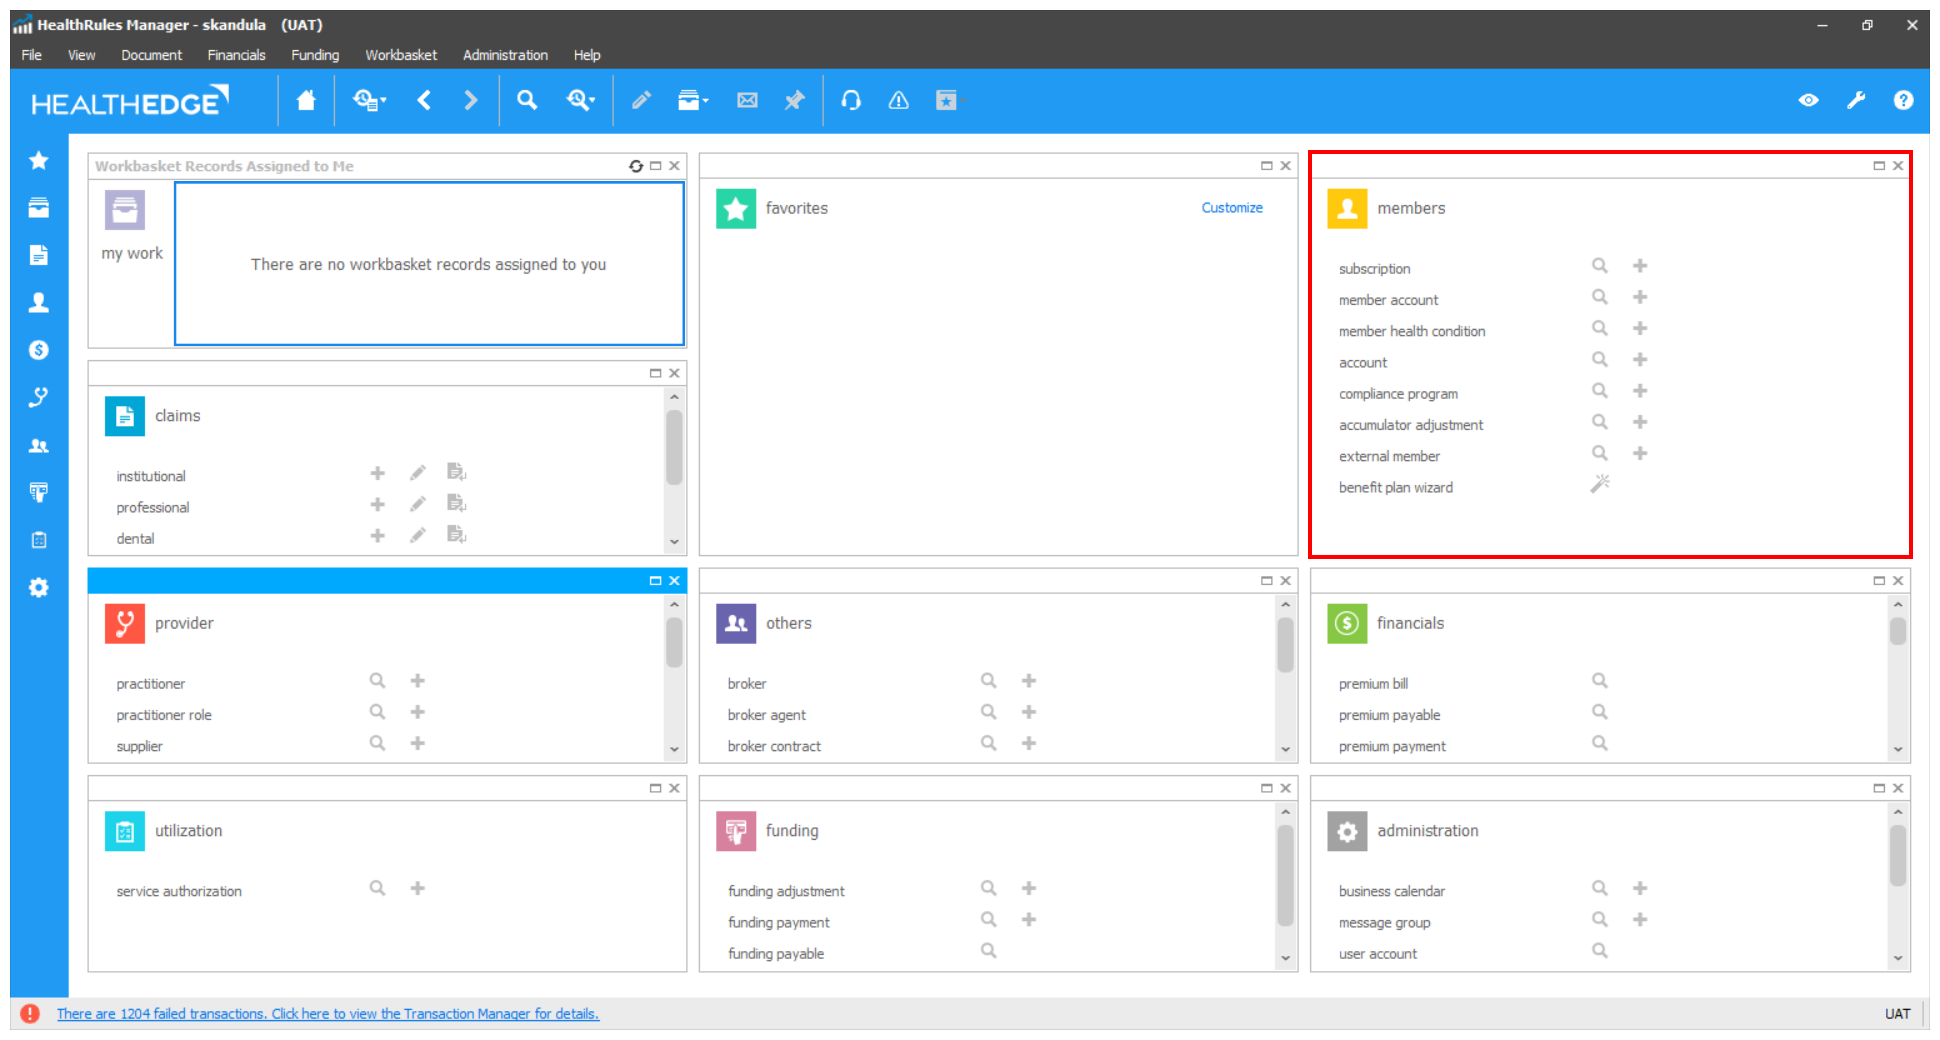 HealthRules Manager - skandula (UAT)
File View Document Financials Funding Workbasket Administration Help
HEALTHEDGE
Workbasket Records Assigned to Me
my work
There are no workbasket records assigned to you
favorites
Customize
members
subscription
member account
member health condition
account
compliance program
accumulator adjustment
external member
benefit plan wizard
claims
institutional
professional
dental
provider
practitioner
practitioner role
supplier
others
broker
broker agent
broker contract
financials
premium bill
premium payable
premium payment
utilization
service authorization
funding
funding adjustment
funding payment
funding payable
administration
business calendar
message group
user account
There are 1204 failed transactions. Click here to view the Transaction Manager for details.
UAT